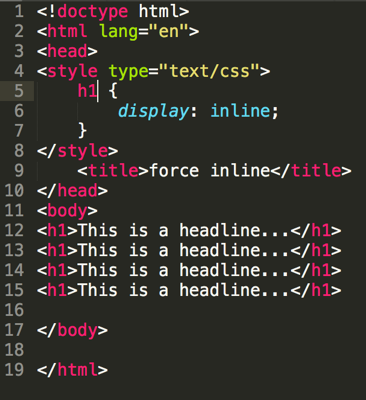 1 <!doctype html>
2 <html lang="en">
3 <head>
4 <style type="text/css">
5     h1 {
6         display: inline;
7     }
8 </style>
9     <title>force inline</title>
10 </head>
11 <body>
12 <h1>This is a headline...</h1>
13 <h1>This is a headline...</h1>
14 <h1>This is a headline...</h1>
15 <h1>This is a headline...</h1>
16
17 </body>
18
19 </html>